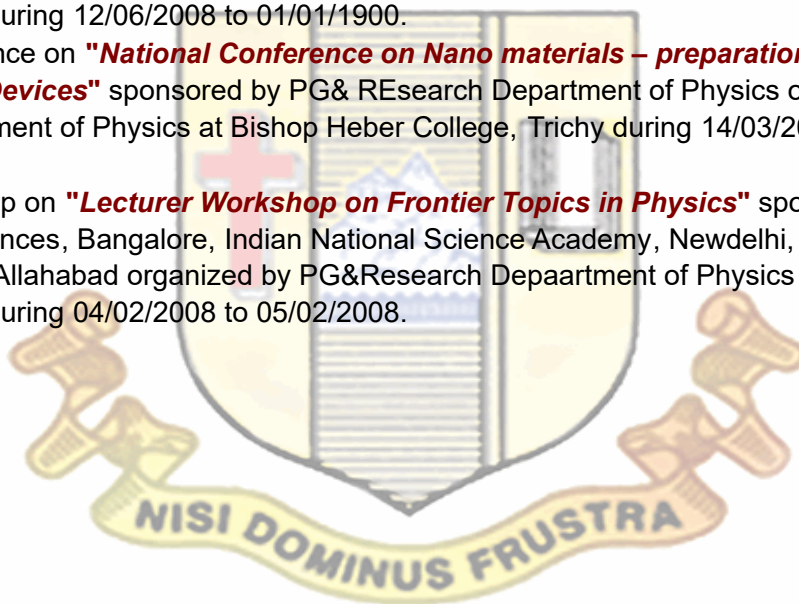 uring 12/06/2008 to 01/01/1900.
nce on "National Conference on Nano materials – preparation
Devices" sponsored by PG& REsearch Department of Physics o
ment of Physics at Bishop Heber College, Trichy during 14/03/20
p on "Lecturer Workshop on Frontier Topics in Physics" spo
nces, Bangalore, Indian National Science Academy, Newdelhi,
Allahabad organized by PG&Research Depaartment of Physics
uring 04/02/2008 to 05/02/2008.
NISI DOMINUS FRUSTRA